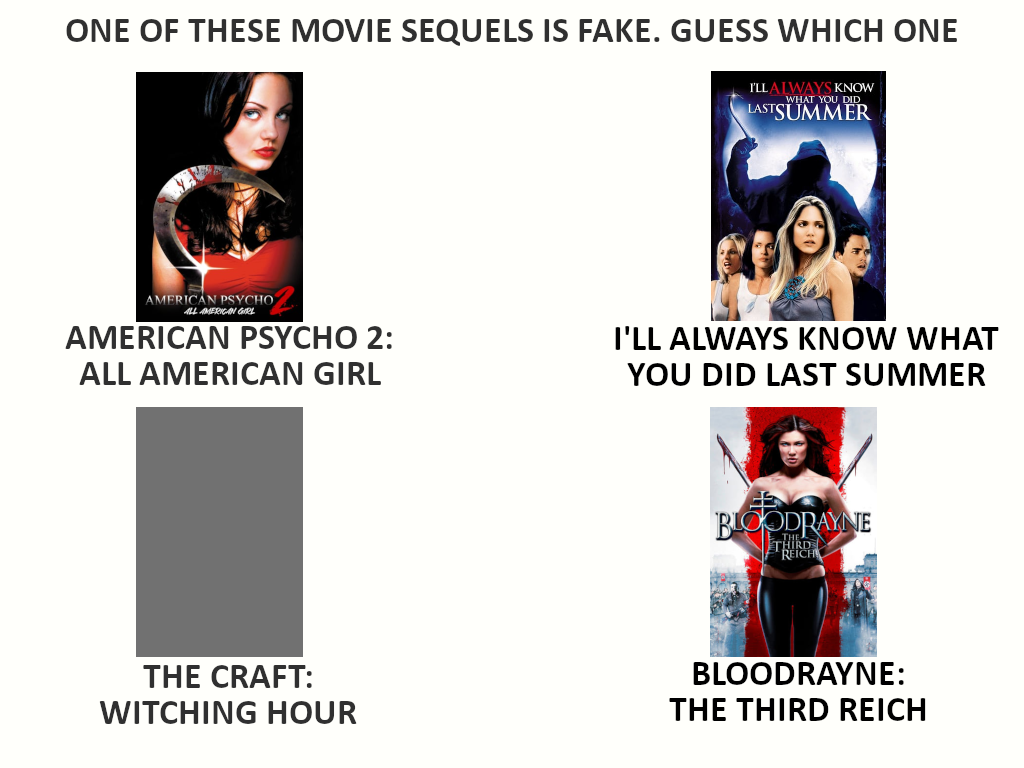 ONE OF THESE MOVIE SEQUELS IS FAKE. GUESS WHICH ONE
AMERICAN PSYCHO 2
ALL AMERICAN GIRL
AMERICAN PSYCHO 2:
ALL AMERICAN GIRL
I'LL ALWAYS KNOW
WHAT YOU DID
LAST SUMMER
I'LL ALWAYS KNOW WHAT
YOU DID LAST SUMMER
THE CRAFT:
WITCHING HOUR
BLOODRAYNE
THE
THIRD
REICH
BLOODRAYNE:
THE THIRD REICH